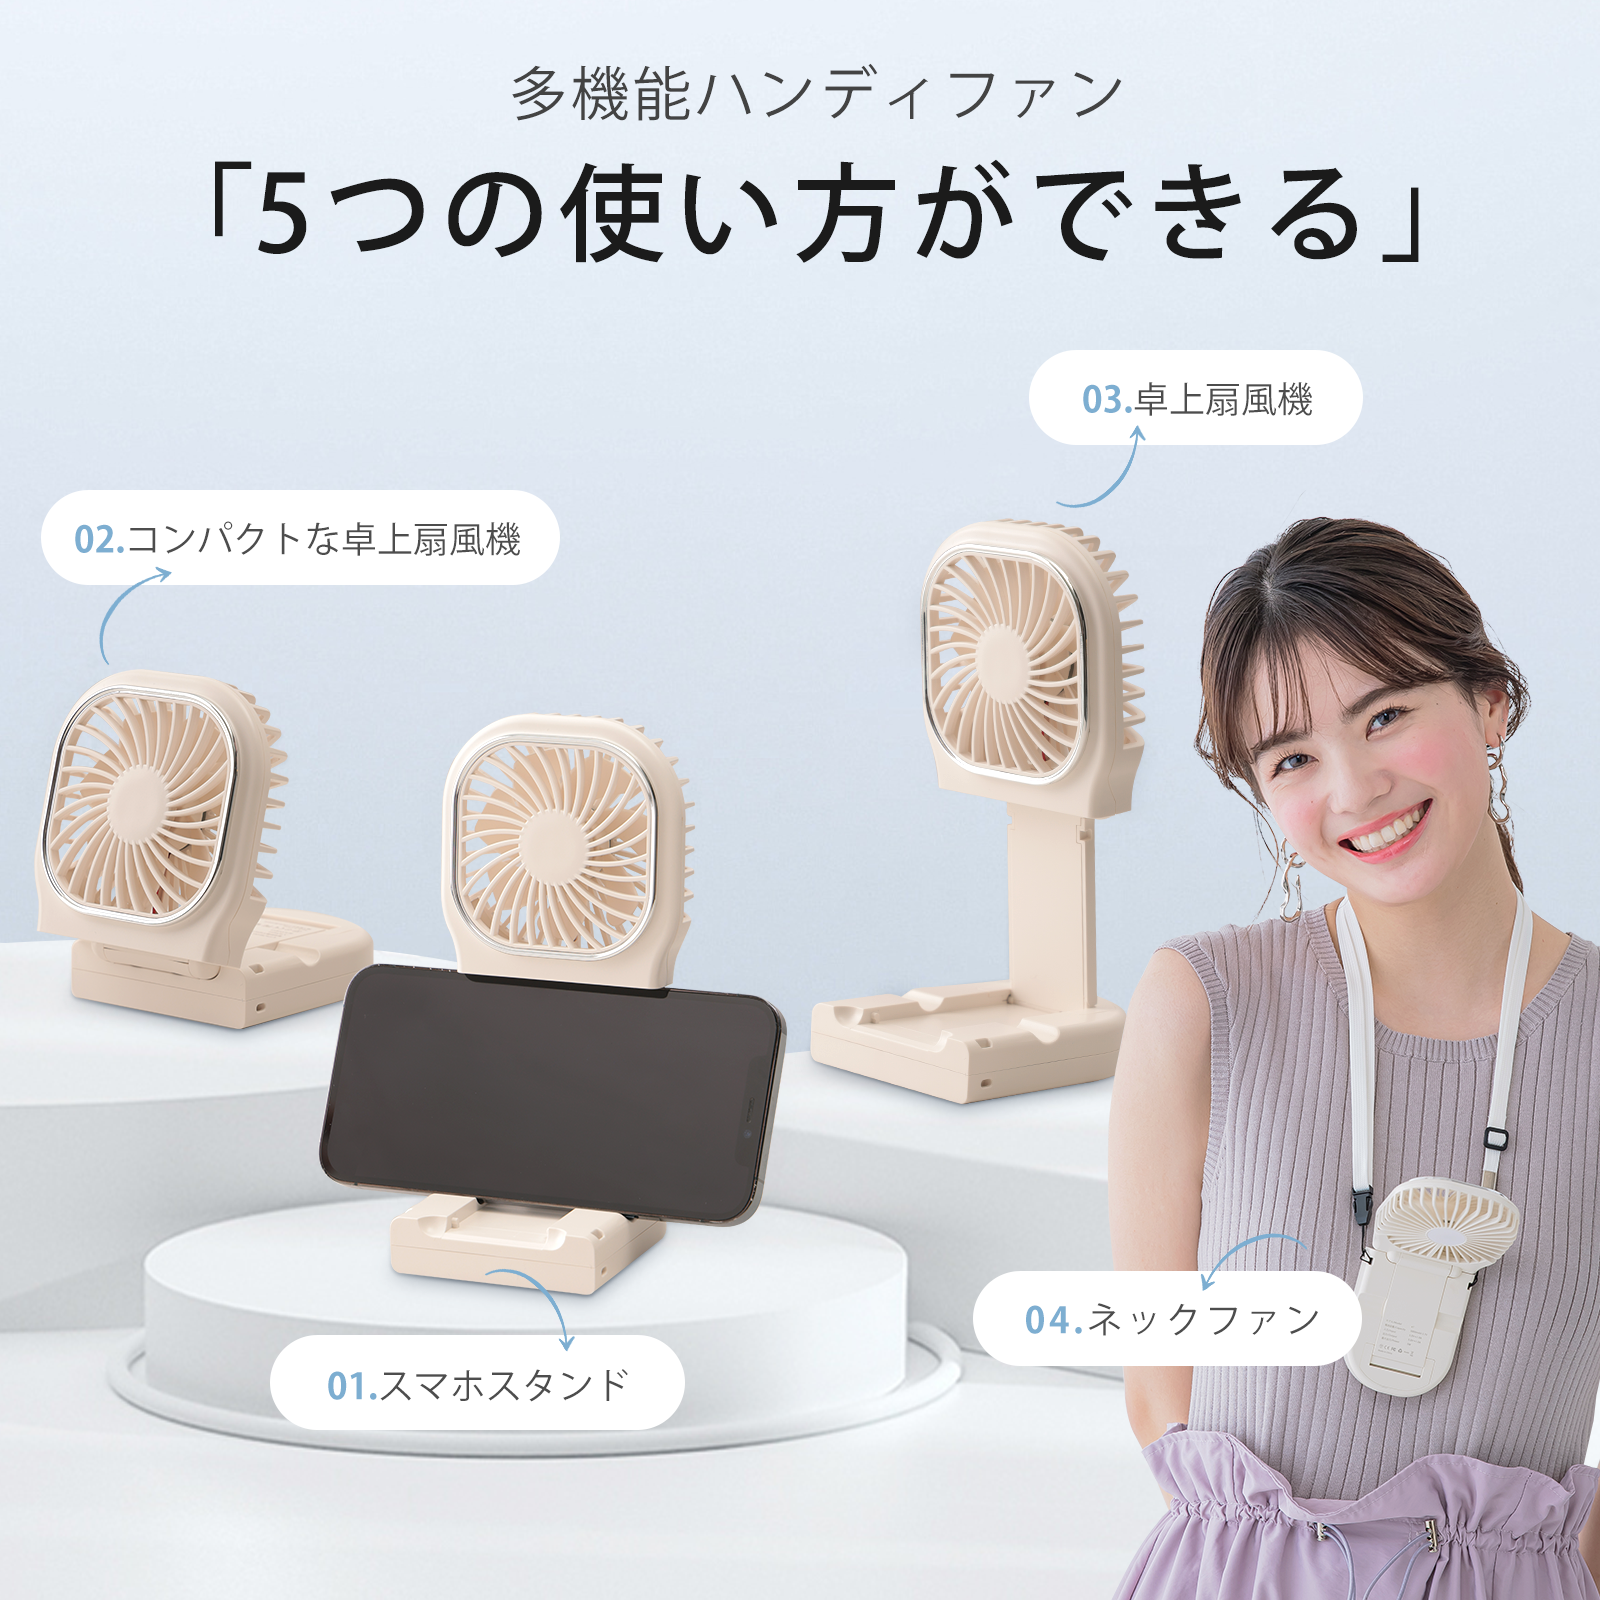 多機能ハンディファン
「5つの使い方ができる」
03.卓上扇風機
02.コンパクトな卓上扇風機
04.ネックファン
01.スマホスタンド